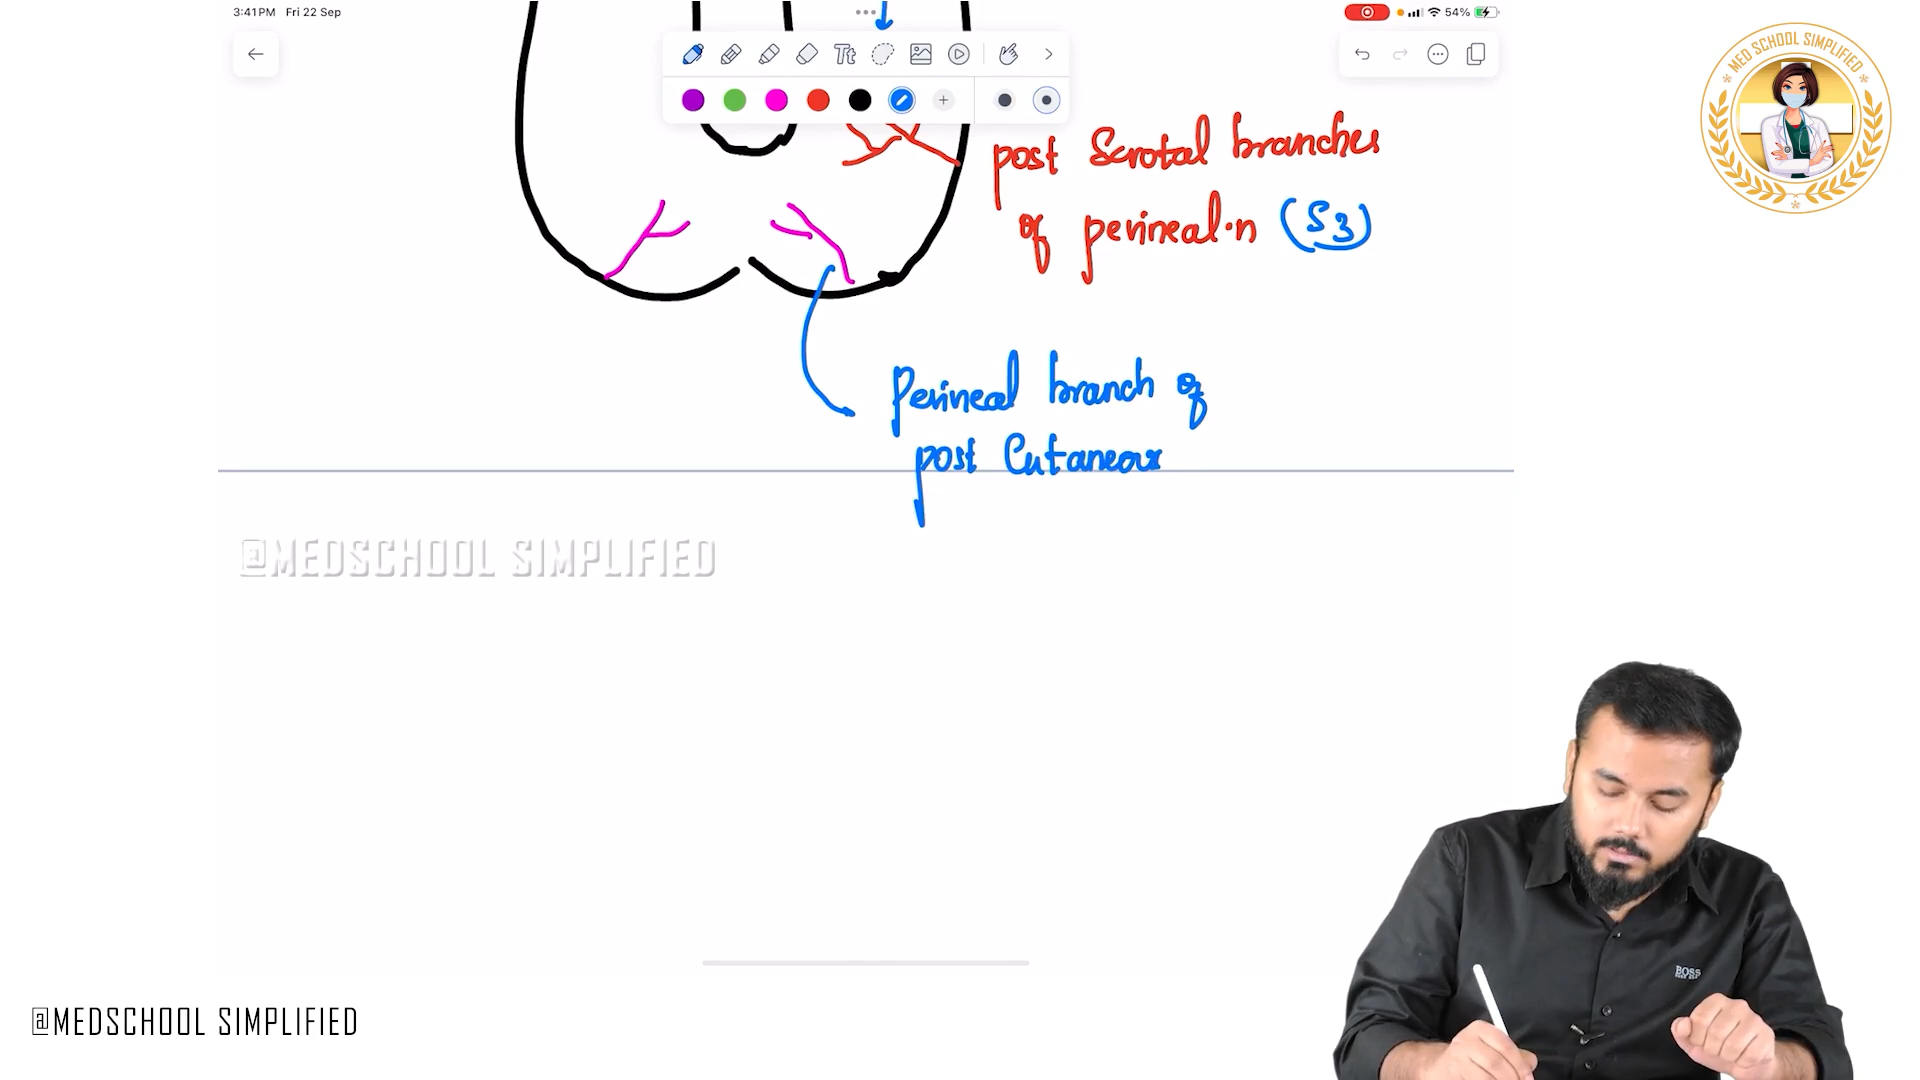 3:41 PM Fri 22 Sep
54%
Tt
MED SCHOOL SIMPLIFIED
post Scrotal branches
of perineal.n (S3)
Perineal branch of
post Cutaneous
@MEDSCHOOL SIMPLIFIED
BOSS
@MEDSCHOOL SIMPLIFIED